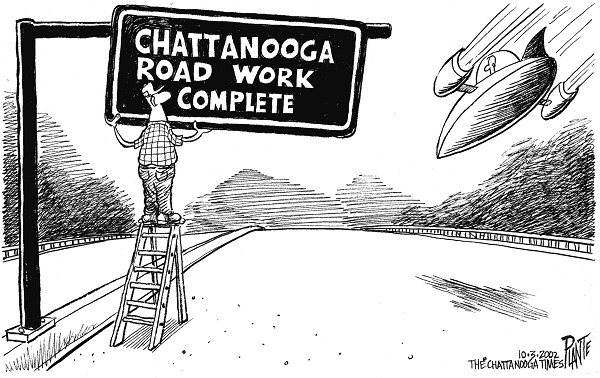 CHATTANOOGA
ROAD WORK
COMPLETE
10·3·2002
THE CHATTANOOGA TIMES
PLANTE